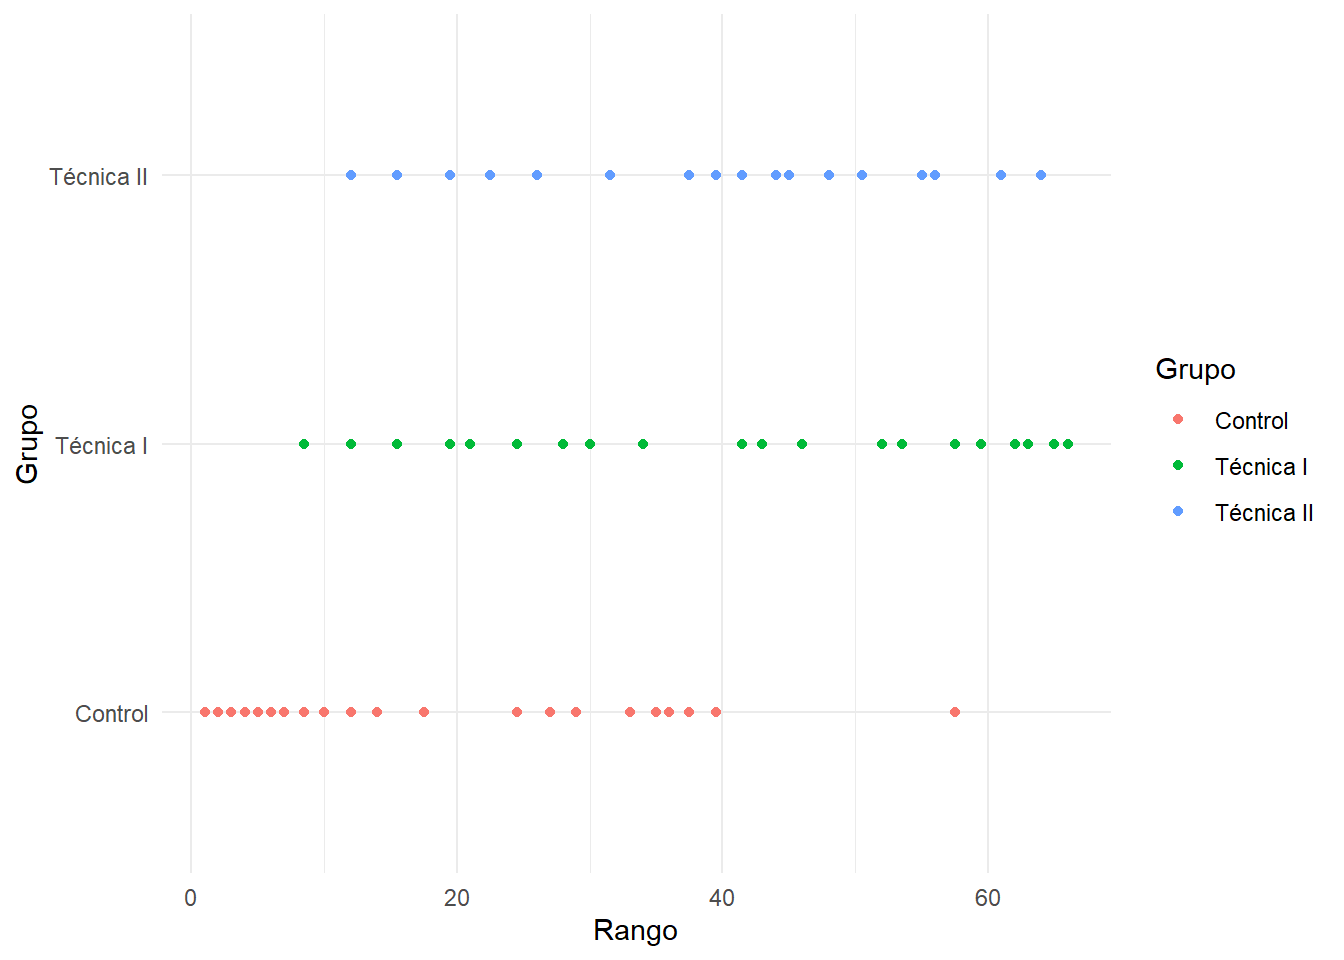 Técnica II
Técnica I
Control
Grupo
0 20 40 60
Rango
Grupo
Control
Técnica I
Técnica II